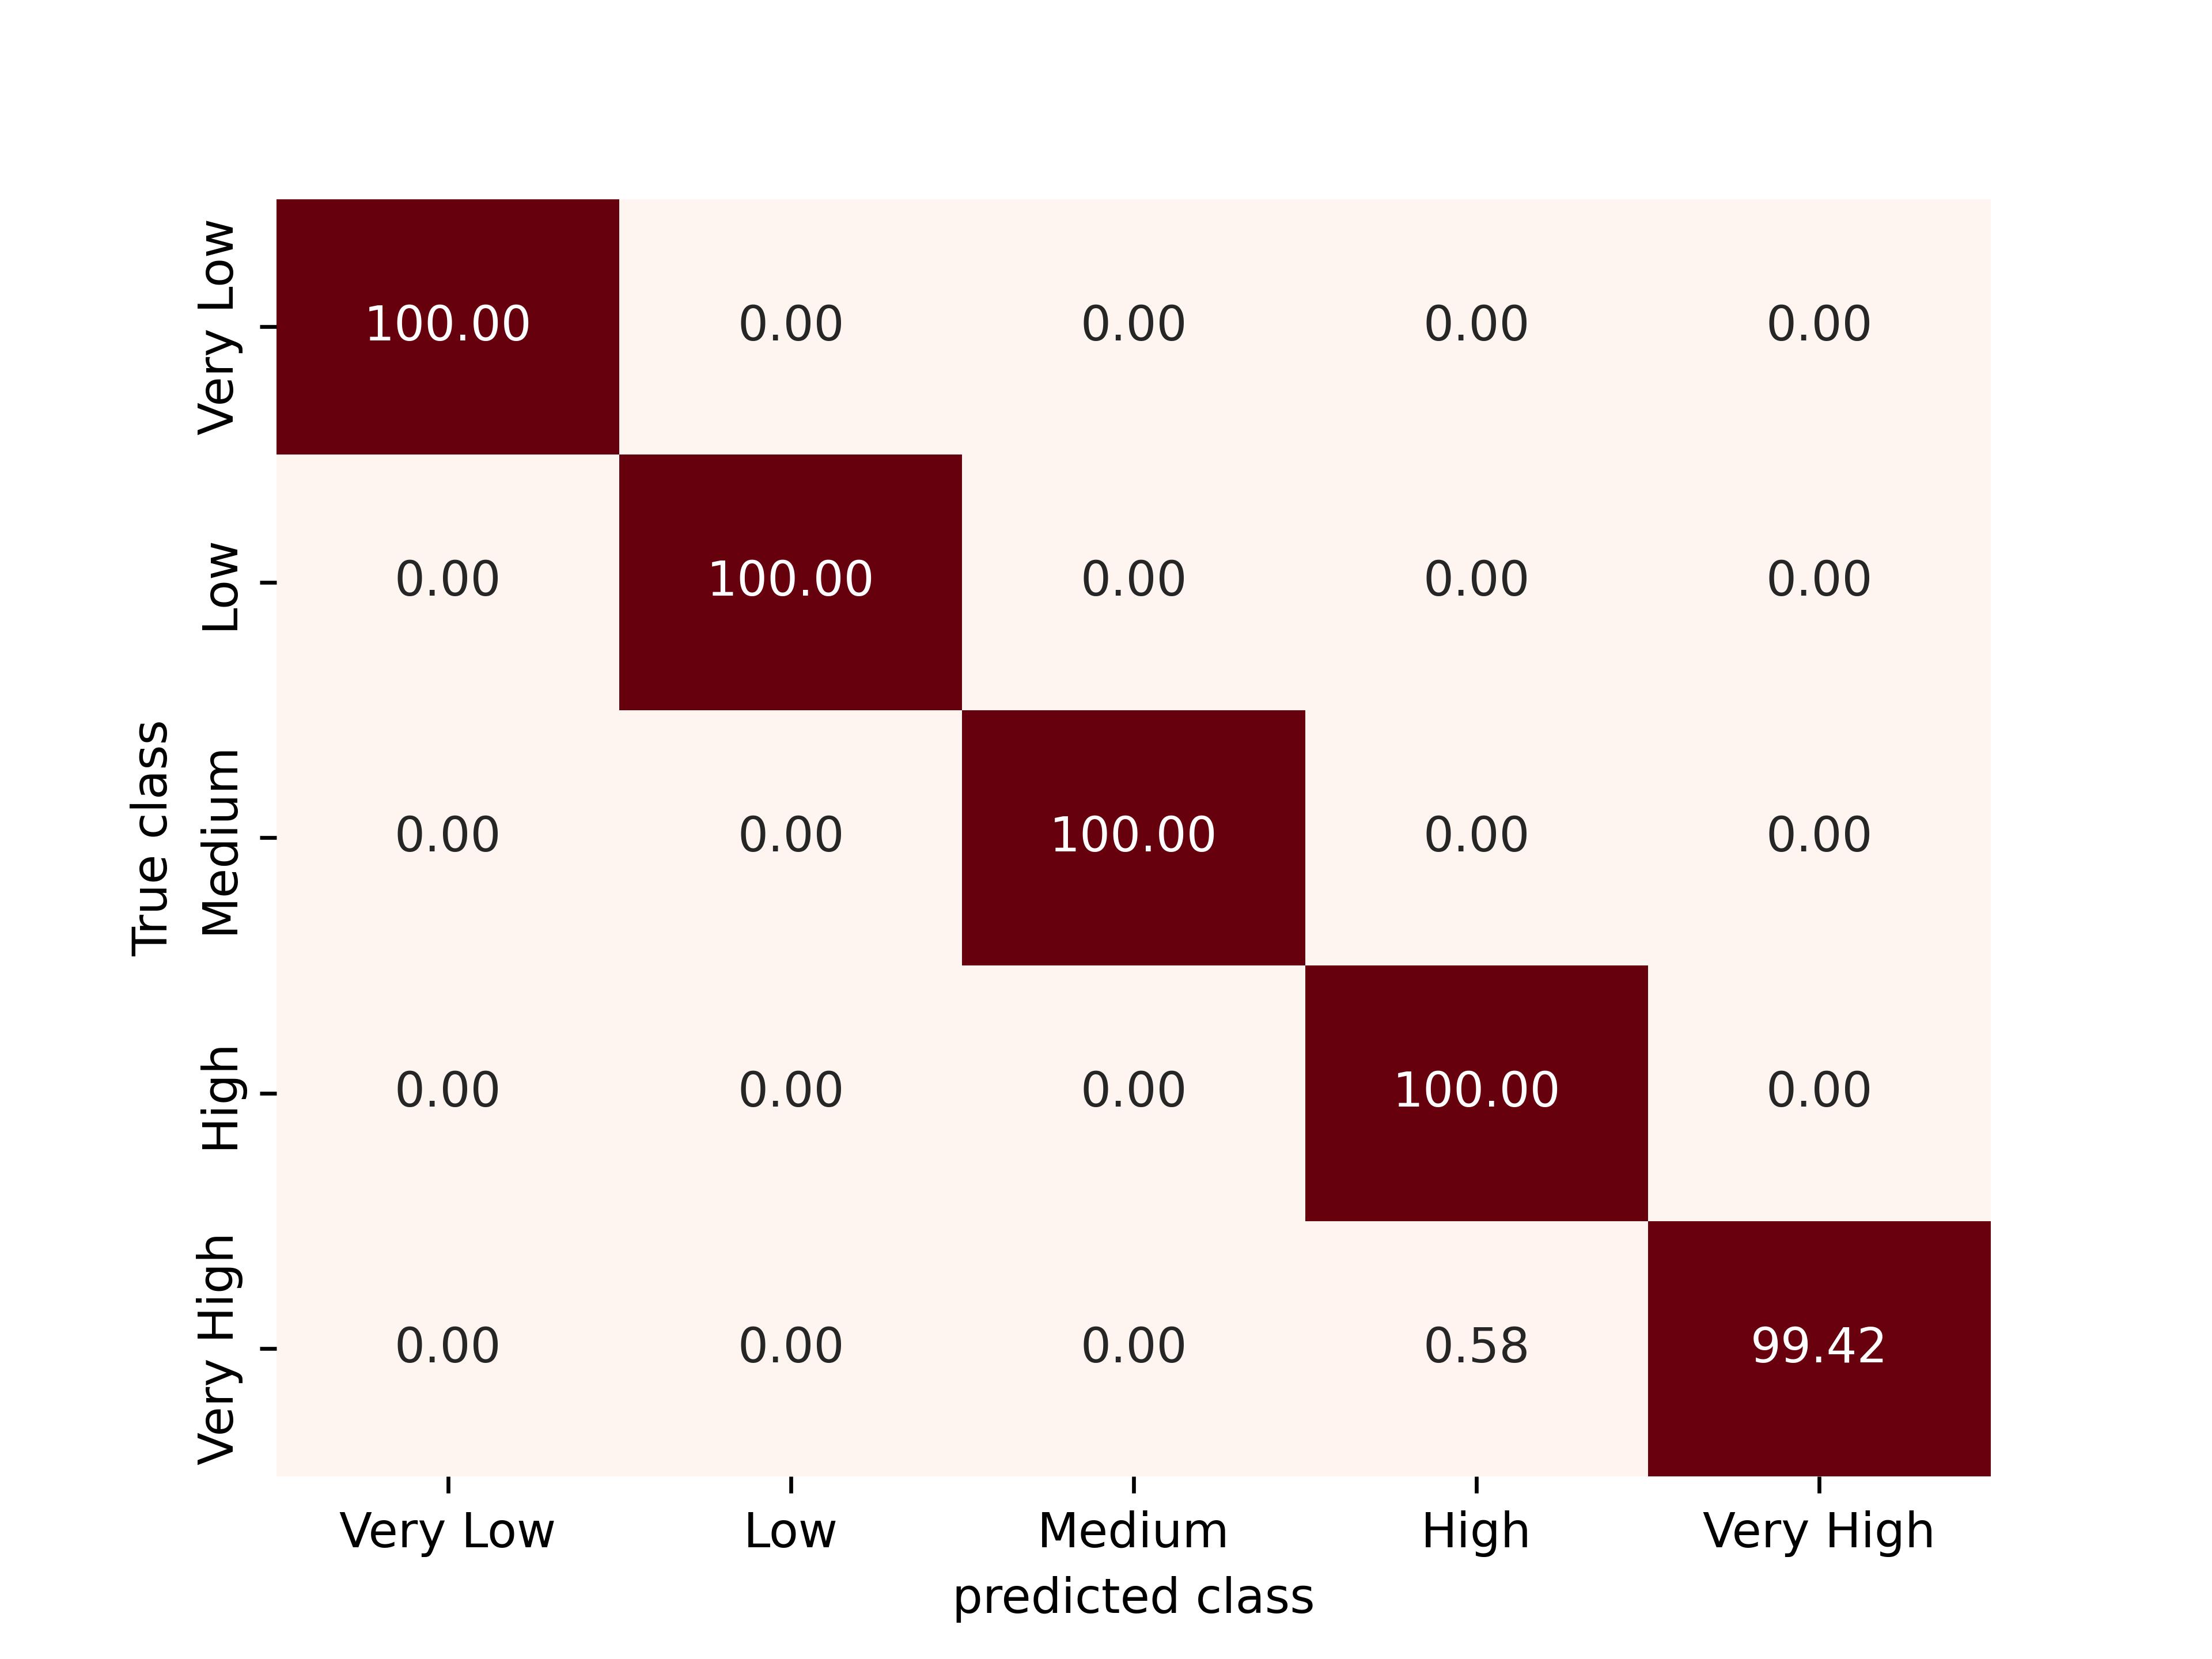 True class
Very Low
100.00 0.00 0.00 0.00 0.00
Low
0.00 100.00 0.00 0.00 0.00
Medium
0.00 0.00 100.00 0.00 0.00
High
0.00 0.00 0.00 100.00 0.00
Very High
0.00 0.00 0.00 0.58 99.42
Very Low Low Medium High Very High
predicted class